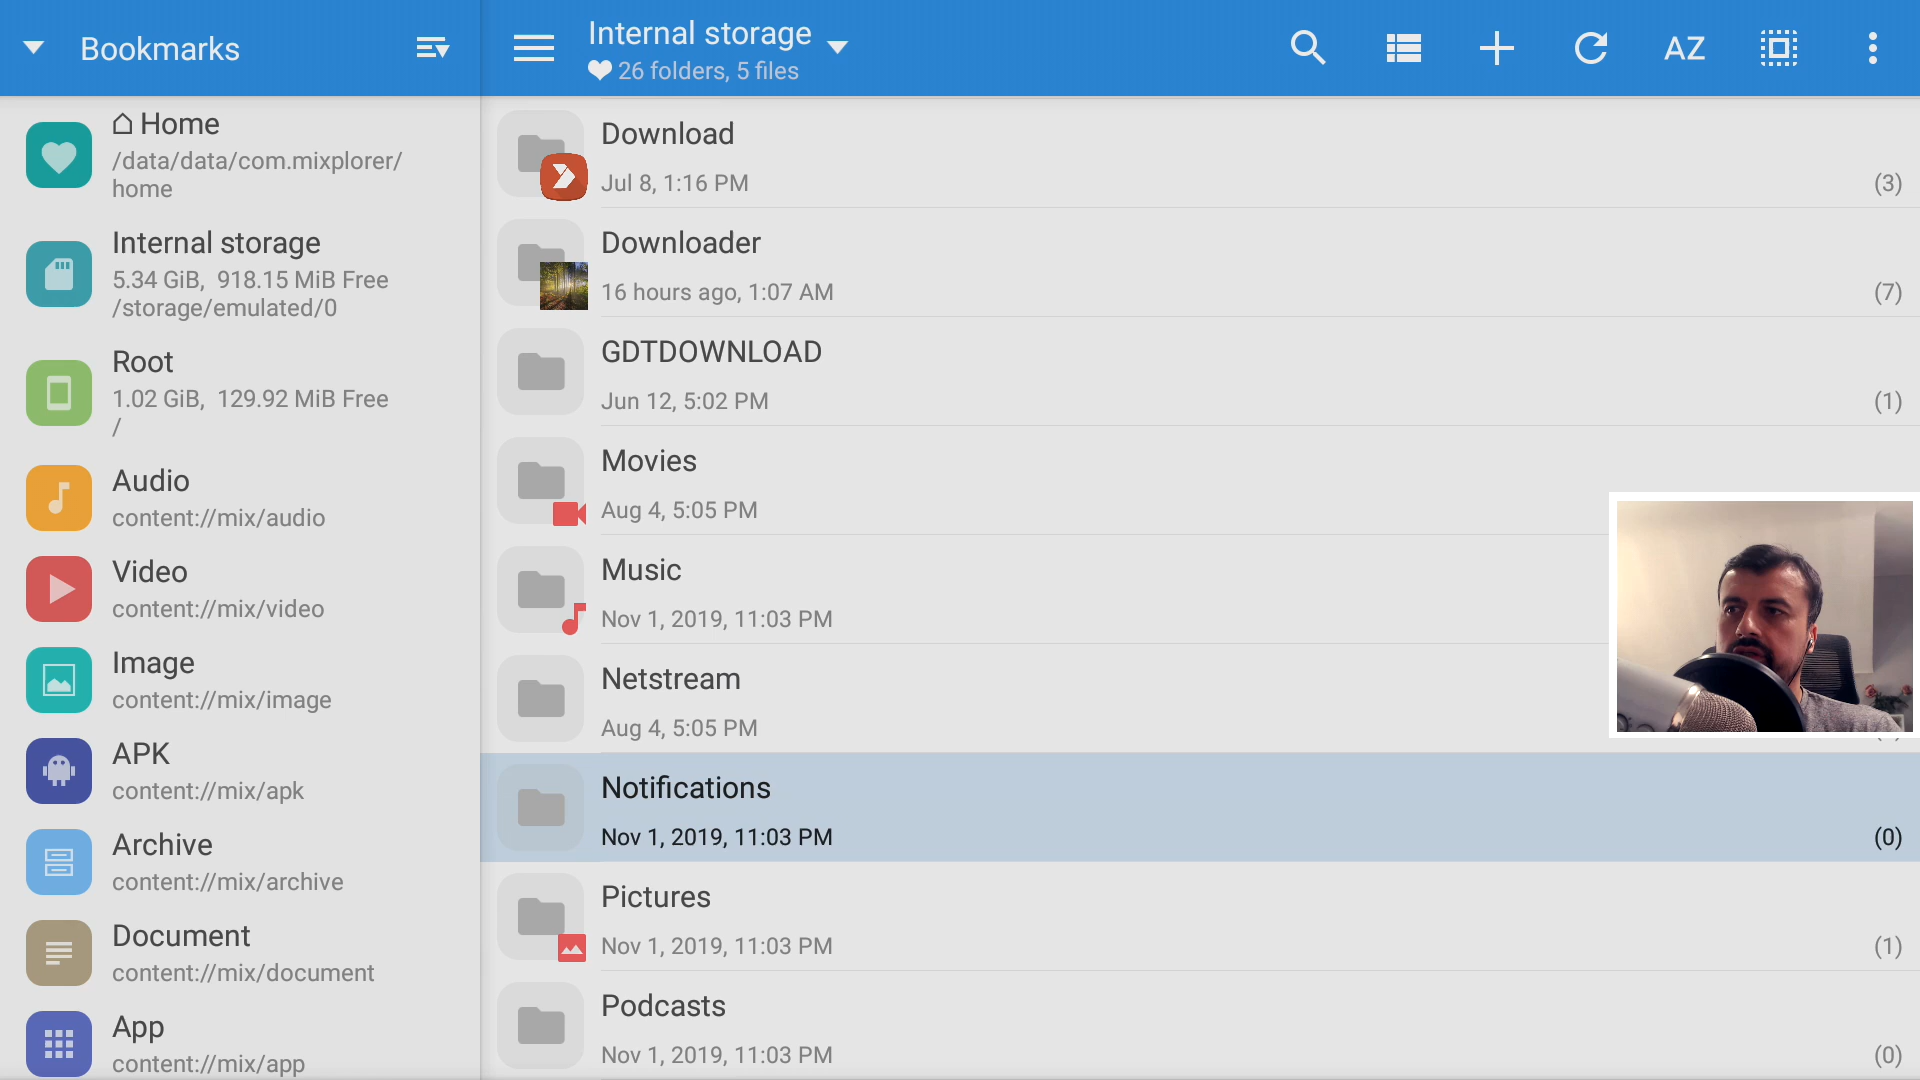 Bookmarks
Home
/data/data/com.mixplorer/
home
Internal storage
5.34 GiB, 918.15 MiB Free
/storage/emulated/0
Root
1.02 GiB, 129.92 MiB Free
/
Audio
content://mix/audio
Video
content://mix/video
Image
content://mix/image
APK
content://mix/apk
Archive
content://mix/archive
Document
content://mix/document
App
content://mix/app
Internal storage
26 folders, 5 files
AZ
Download
Jul 8, 1:16 PM
(3)
Downloader
16 hours ago, 1:07 AM
(7)
GDTDOWNLOAD
Jun 12, 5:02 PM
(1)
Movies
Aug 4, 5:05 PM
Music
Nov 1, 2019, 11:03 PM
Netstream
Aug 4, 5:05 PM
Notifications
Nov 1, 2019, 11:03 PM
(0)
Pictures
Nov 1, 2019, 11:03 PM
(1)
Podcasts
Nov 1, 2019, 11:03 PM
(0)